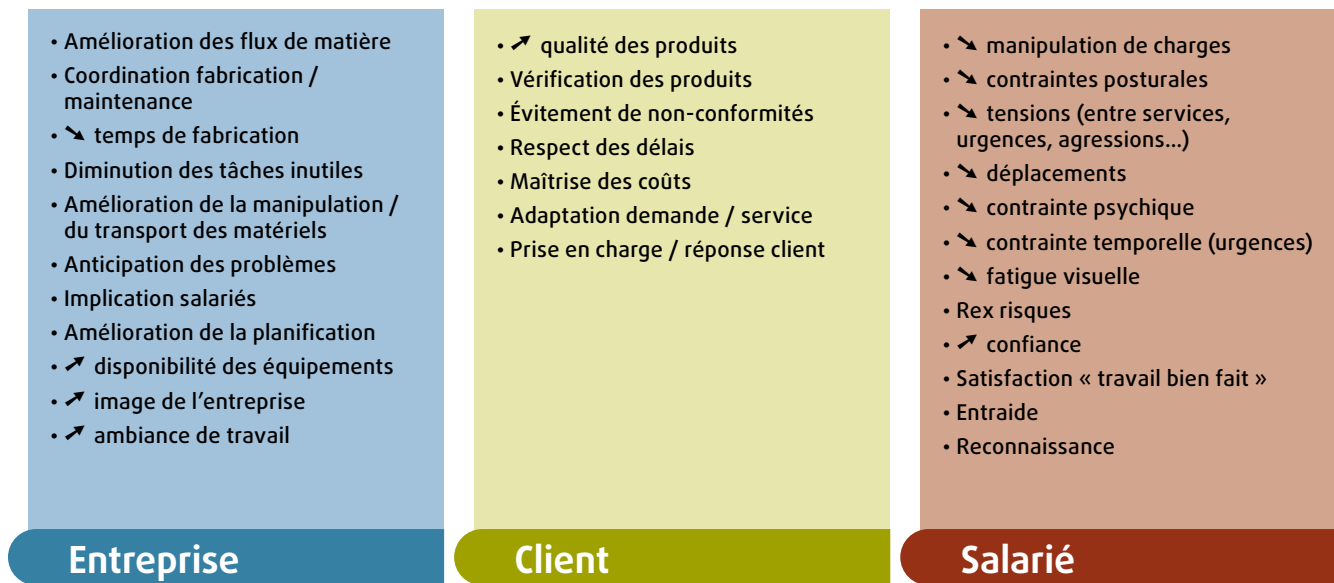 • Amélioration des flux de matière
• Coordination fabrication /
maintenance
• ➘ temps de fabrication
• Diminution des tâches inutiles
• Amélioration de la manipulation /
du transport des matériels
• Anticipation des problèmes
• Implication salariés
• Amélioration de la planification
• ➚ disponibilité des équipements
• ➚ image de l’entreprise
• ➚ ambiance de travail
Entreprise
• ➚ qualité des produits
• Vérification des produits
• Évitement de non-conformités
• Respect des délais
• Maîtrise des coûts
• Adaptation demande / service
• Prise en charge / réponse client
Client
• ➘ manipulation de charges
• ➘ contraintes posturales
• ➘ tensions (entre services,
urgences, agressions...)
• ➘ déplacements
• ➘ contrainte psychique
• ➘ contrainte temporelle (urgences)
• ➘ fatigue visuelle
• Rex risques
• ➚ confiance
• Satisfaction « travail bien fait »
• Entraide
• Reconnaissance
Salarié